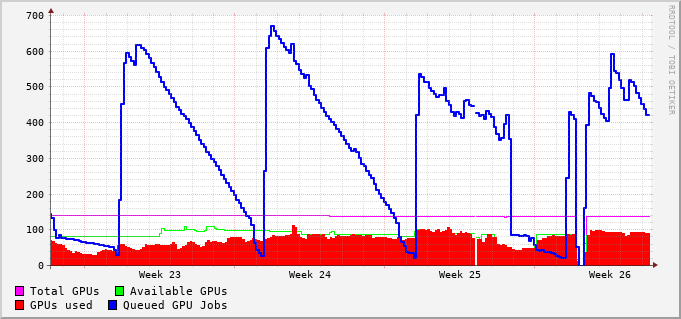 700
600
500
400
300
200
100
0
Week 23 Week 24 Week 25 Week 26
Total GPUs Available GPUs
GPUs used Queued GPU Jobs
RRDTOOL / TOBI OETIKER